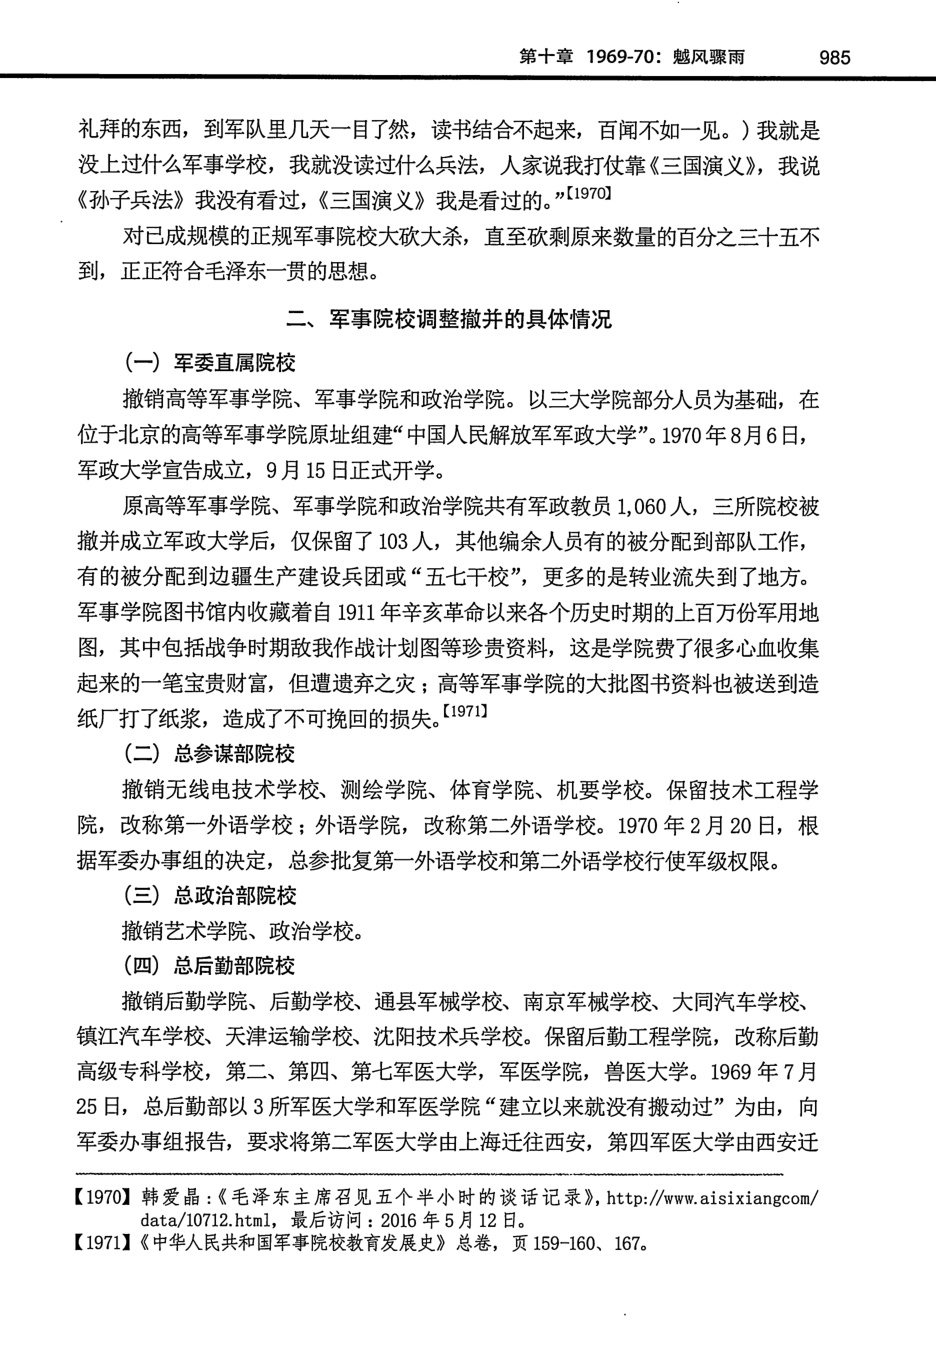 第十章 1969-70：魆风骤雨 985
礼拜的东西，到军队里几天一目了然，读书结合不起来，百闻不如一见。）我就是
没上过什么军事学校，我就没读过什么兵法，人家说我打仗靠《三国演义》，我说
《孙子兵法》我没有看过，《三国演义》我是看过的。”【1970】
对已成规模的正规军事院校大砍大杀，直至砍剩原来数量的百分之三十五不
到，正正符合毛泽东一贯的思想。
二、军事院校调整撤并的具体情况
（一）军委直属院校
撤销高等军事学院、军事学院和政治学院。以三大学院部分人员为基础，在
位于北京的高等军事学院原址组建“中国人民解放军军政大学”。1970 年 8 月 6 日，
军政大学宣告成立，9 月 15 日正式开学。
原高等军事学院、军事学院和政治学院共有军政教员 1,060 人，三所院校被
撤并成立军政大学后，仅保留了 103 人，其他编余人员有的被分配到部队工作，
有的被分配到边疆生产建设兵团或“五七干校”，更多的是转业流失到了地方。
军事学院图书馆内收藏着自 1911 年辛亥革命以来各个历史时期的上百万份军用地
图，其中包括战争时期敌我作战计划图等珍贵资料，这是学院费了很多心血收集
起来的一笔宝贵财富，但遭遗弃之灾；高等军事学院的大批图书资料也被送到造
纸厂打了纸浆，造成了不可挽回的损失。【1971】
（二）总参谋部院校
撤销无线电技术学校、测绘学院、体育学院、机要学校。保留技术工程学
院，改称第一外语学校；外语学院，改称第二外语学校。1970 年 2 月 20 日，根
据军委办事组的决定，总参批复第一外语学校和第二外语学校行使军级权限。
（三）总政治部院校
撤销艺术学院、政治学校。
（四）总后勤部院校
撤销后勤学院、后勤学校、通县军械学校、南京军械学校、大同汽车学校、
镇江汽车学校、天津运输学校、沈阳技术兵学校。保留后勤工程学院，改称后勤
高级专科学校，第二、第四、第七军医大学，军医学院，兽医大学。1969 年 7 月
25 日，总后勤部以 3 所军医大学和军医学院“建立以来就没有搬动过”为由，向
军委办事组报告，要求将第二军医大学由上海迁往西安，第四军医大学由西安迁
【1970】韩爱晶：《毛泽东主席召见五个半小时的谈话记录》，http://www.aisixiangcom/
data/10712.html，最后访问：2016 年 5 月 12 日。
【1971】《中华人民共和国军事院校教育发展史》总卷，页 159-160、167。